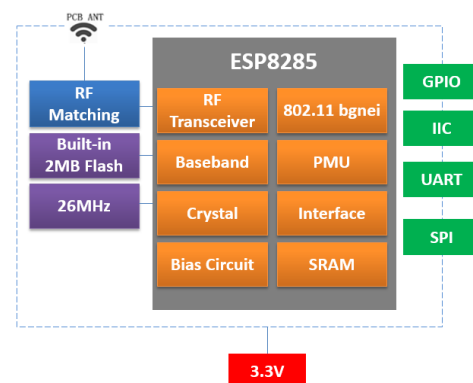 PCB ANT
ESP8285
RF
Matching
Built-in
2MB Flash
26MHz
RF
Transceiver
802.11 bgnei
Baseband
PMU
Crystal
Interface
Bias Circuit
SRAM
GPIO
IIC
UART
SPI
3.3V